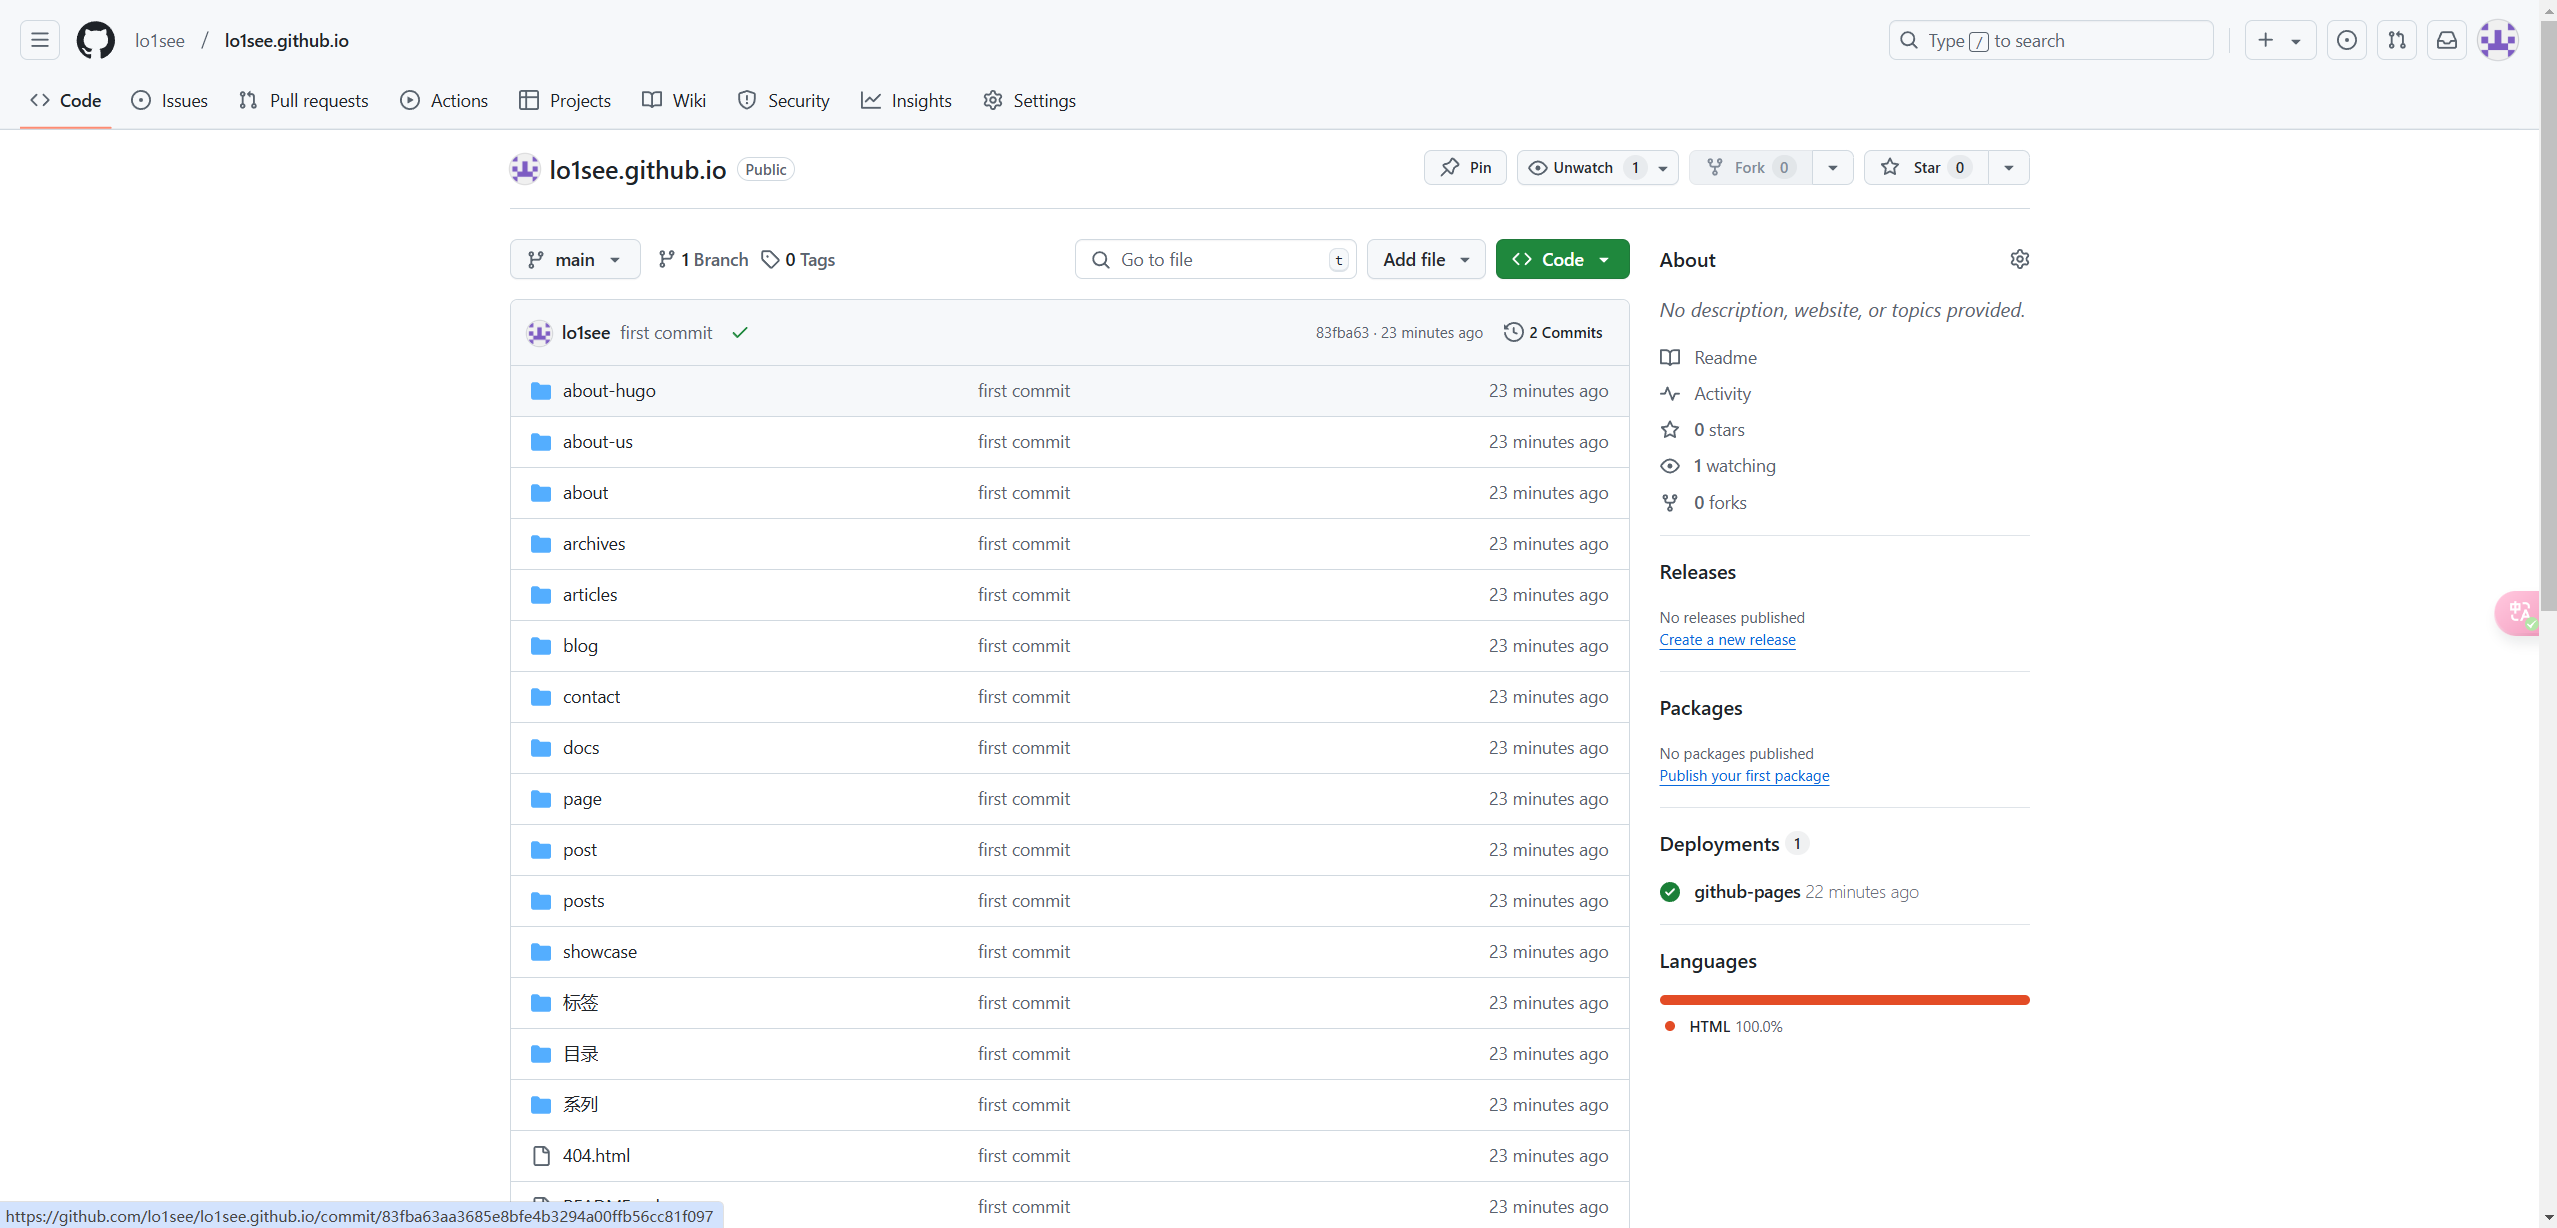 lo1see / lo1see.github.io
Type / to search
Code Issues Pull requests Actions Projects Wiki Security Insights Settings
lo1see.github.io Public
Pin Unwatch 1 Fork 0 Star 0
main 1 Branch 0 Tags Go to file t Add file Code
lo1see first commit 83fba63 · 23 minutes ago 2 Commits
about-hugo first commit 23 minutes ago
about-us first commit 23 minutes ago
about first commit 23 minutes ago
archives first commit 23 minutes ago
articles first commit 23 minutes ago
blog first commit 23 minutes ago
contact first commit 23 minutes ago
docs first commit 23 minutes ago
page first commit 23 minutes ago
post first commit 23 minutes ago
posts first commit 23 minutes ago
showcase first commit 23 minutes ago
标签 first commit 23 minutes ago
目录 first commit 23 minutes ago
系列 first commit 23 minutes ago
404.html first commit 23 minutes ago
first commit 23 minutes ago
About
No description, website, or topics provided.
Readme
Activity
0 stars
1 watching
0 forks
Releases
No releases published
Create a new release
Packages
No packages published
Publish your first package
Deployments 1
github-pages 22 minutes ago
Languages
HTML 100.0%
https://github.com/lo1see/lo1see.github.io/commit/83fba63aa3685e8bfe4b3294a00ffb56cc81f097